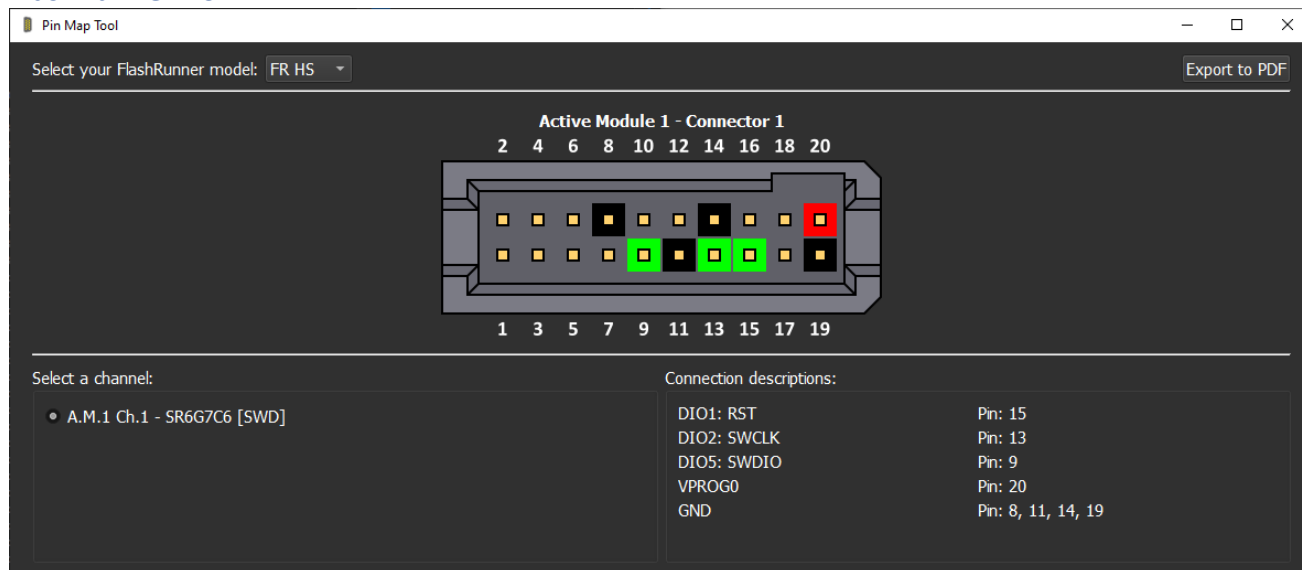 Pin Map Tool
Select your FlashRunner model: FR HS
Export to PDF
Active Module 1 - Connector 1
2 4 6 8 10 12 14 16 18 20
1 3 5 7 9 11 13 15 17 19
Select a channel:
A.M.1 Ch.1 - SR6G7C6 [SWD]
Connection descriptions:
DIO1: RST Pin: 15
DIO2: SWCLK Pin: 13
DIO5: SWDIO Pin: 9
VPROG0 Pin: 20
GND Pin: 8, 11, 14, 19